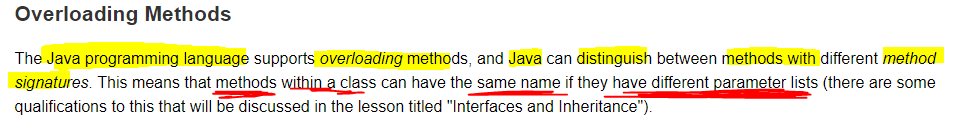 Overloading Methods
The Java programming language supports overloading methods, and Java can distinguish between methods with different method
signatures. This means that methods within a class can have the same name if they have different parameter lists (there are some
qualifications to this that will be discussed in the lesson titled "Interfaces and Inheritance").